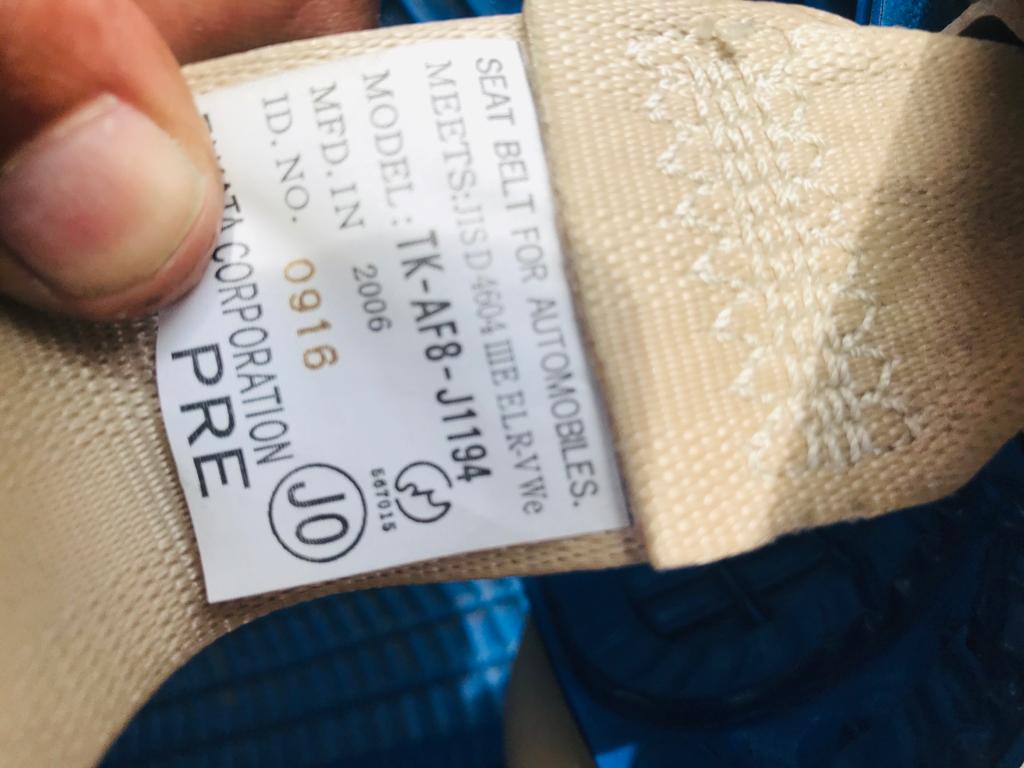 SEAT BELT FOR AUTOMOBILES.
MEETS:JIS D 4604 IIIE ELR-V We
MODEL: TK-AF8-J1194
MFD. IN 2006
667015
ID. NO. 0916
JO
CORPORATION
PRE